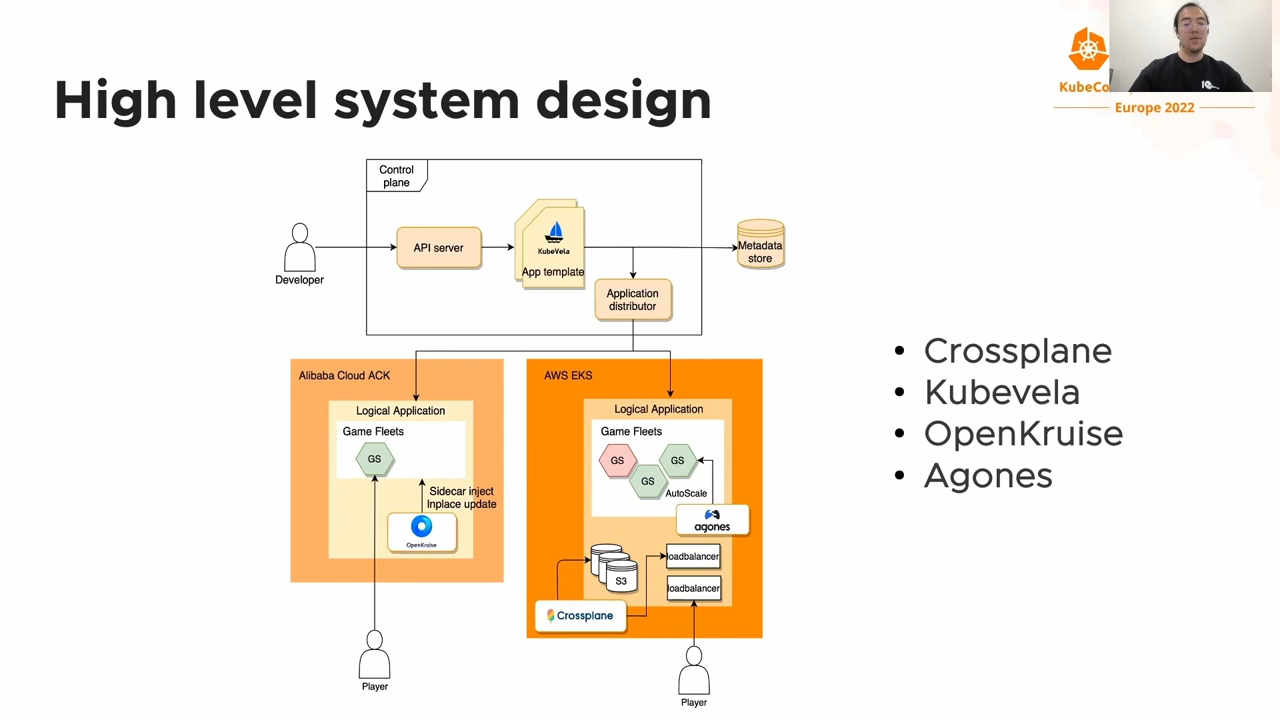 High level system design
KubeCo
Europe 2022
Control
plane
Developer
API server
KubeVela
App template
Metadata
store
Application
distributor
Alibaba Cloud ACK
Logical Application
Game Fleets
GS
Sidecar inject
Inplace update
OpenKruise
Player
AWS EKS
Logical Application
Game Fleets
GS
GS
GS
AutoScale
agones
S3
loadbalancer
loadbalancer
Crossplane
Player
• Crossplane
• Kubevela
• OpenKruise
• Agones